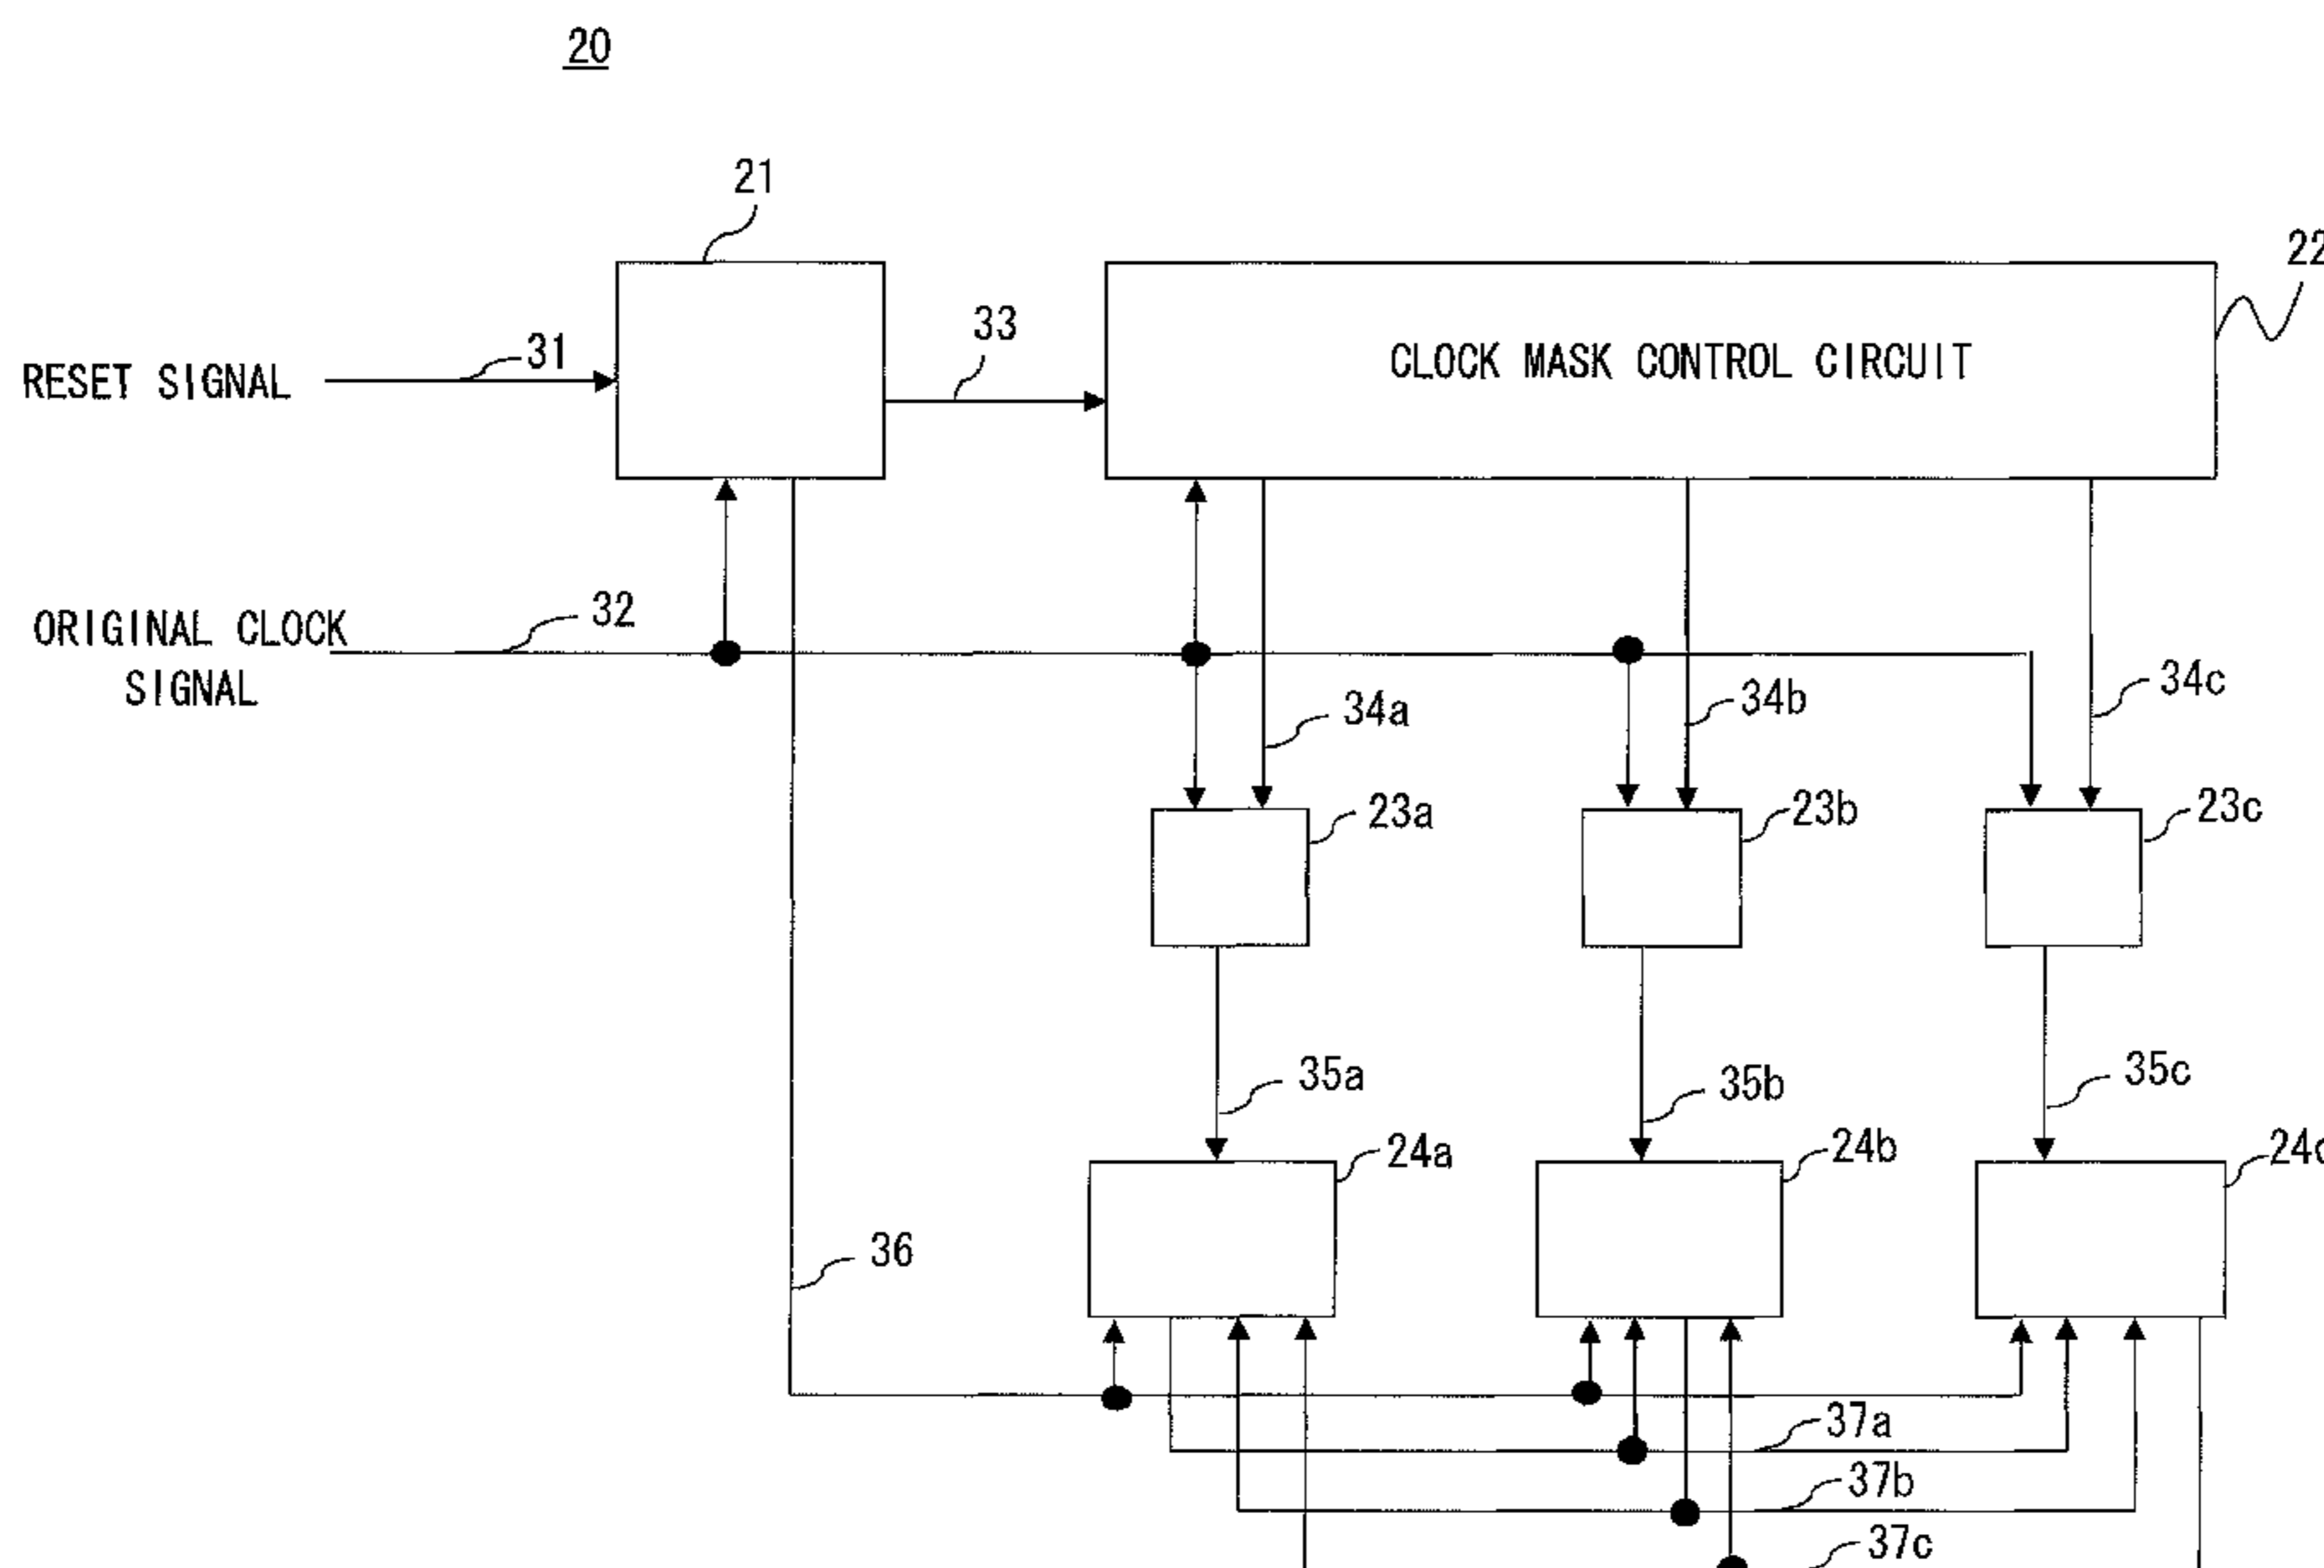 20
21
22
31
33
RESET SIGNAL
CLOCK MASK CONTROL CIRCUIT
32
ORIGINAL CLOCK
SIGNAL
34a
34b
34c
23a
23b
23c
35a
35b
35c
24a
24b
24c
36
37a
37b
37c